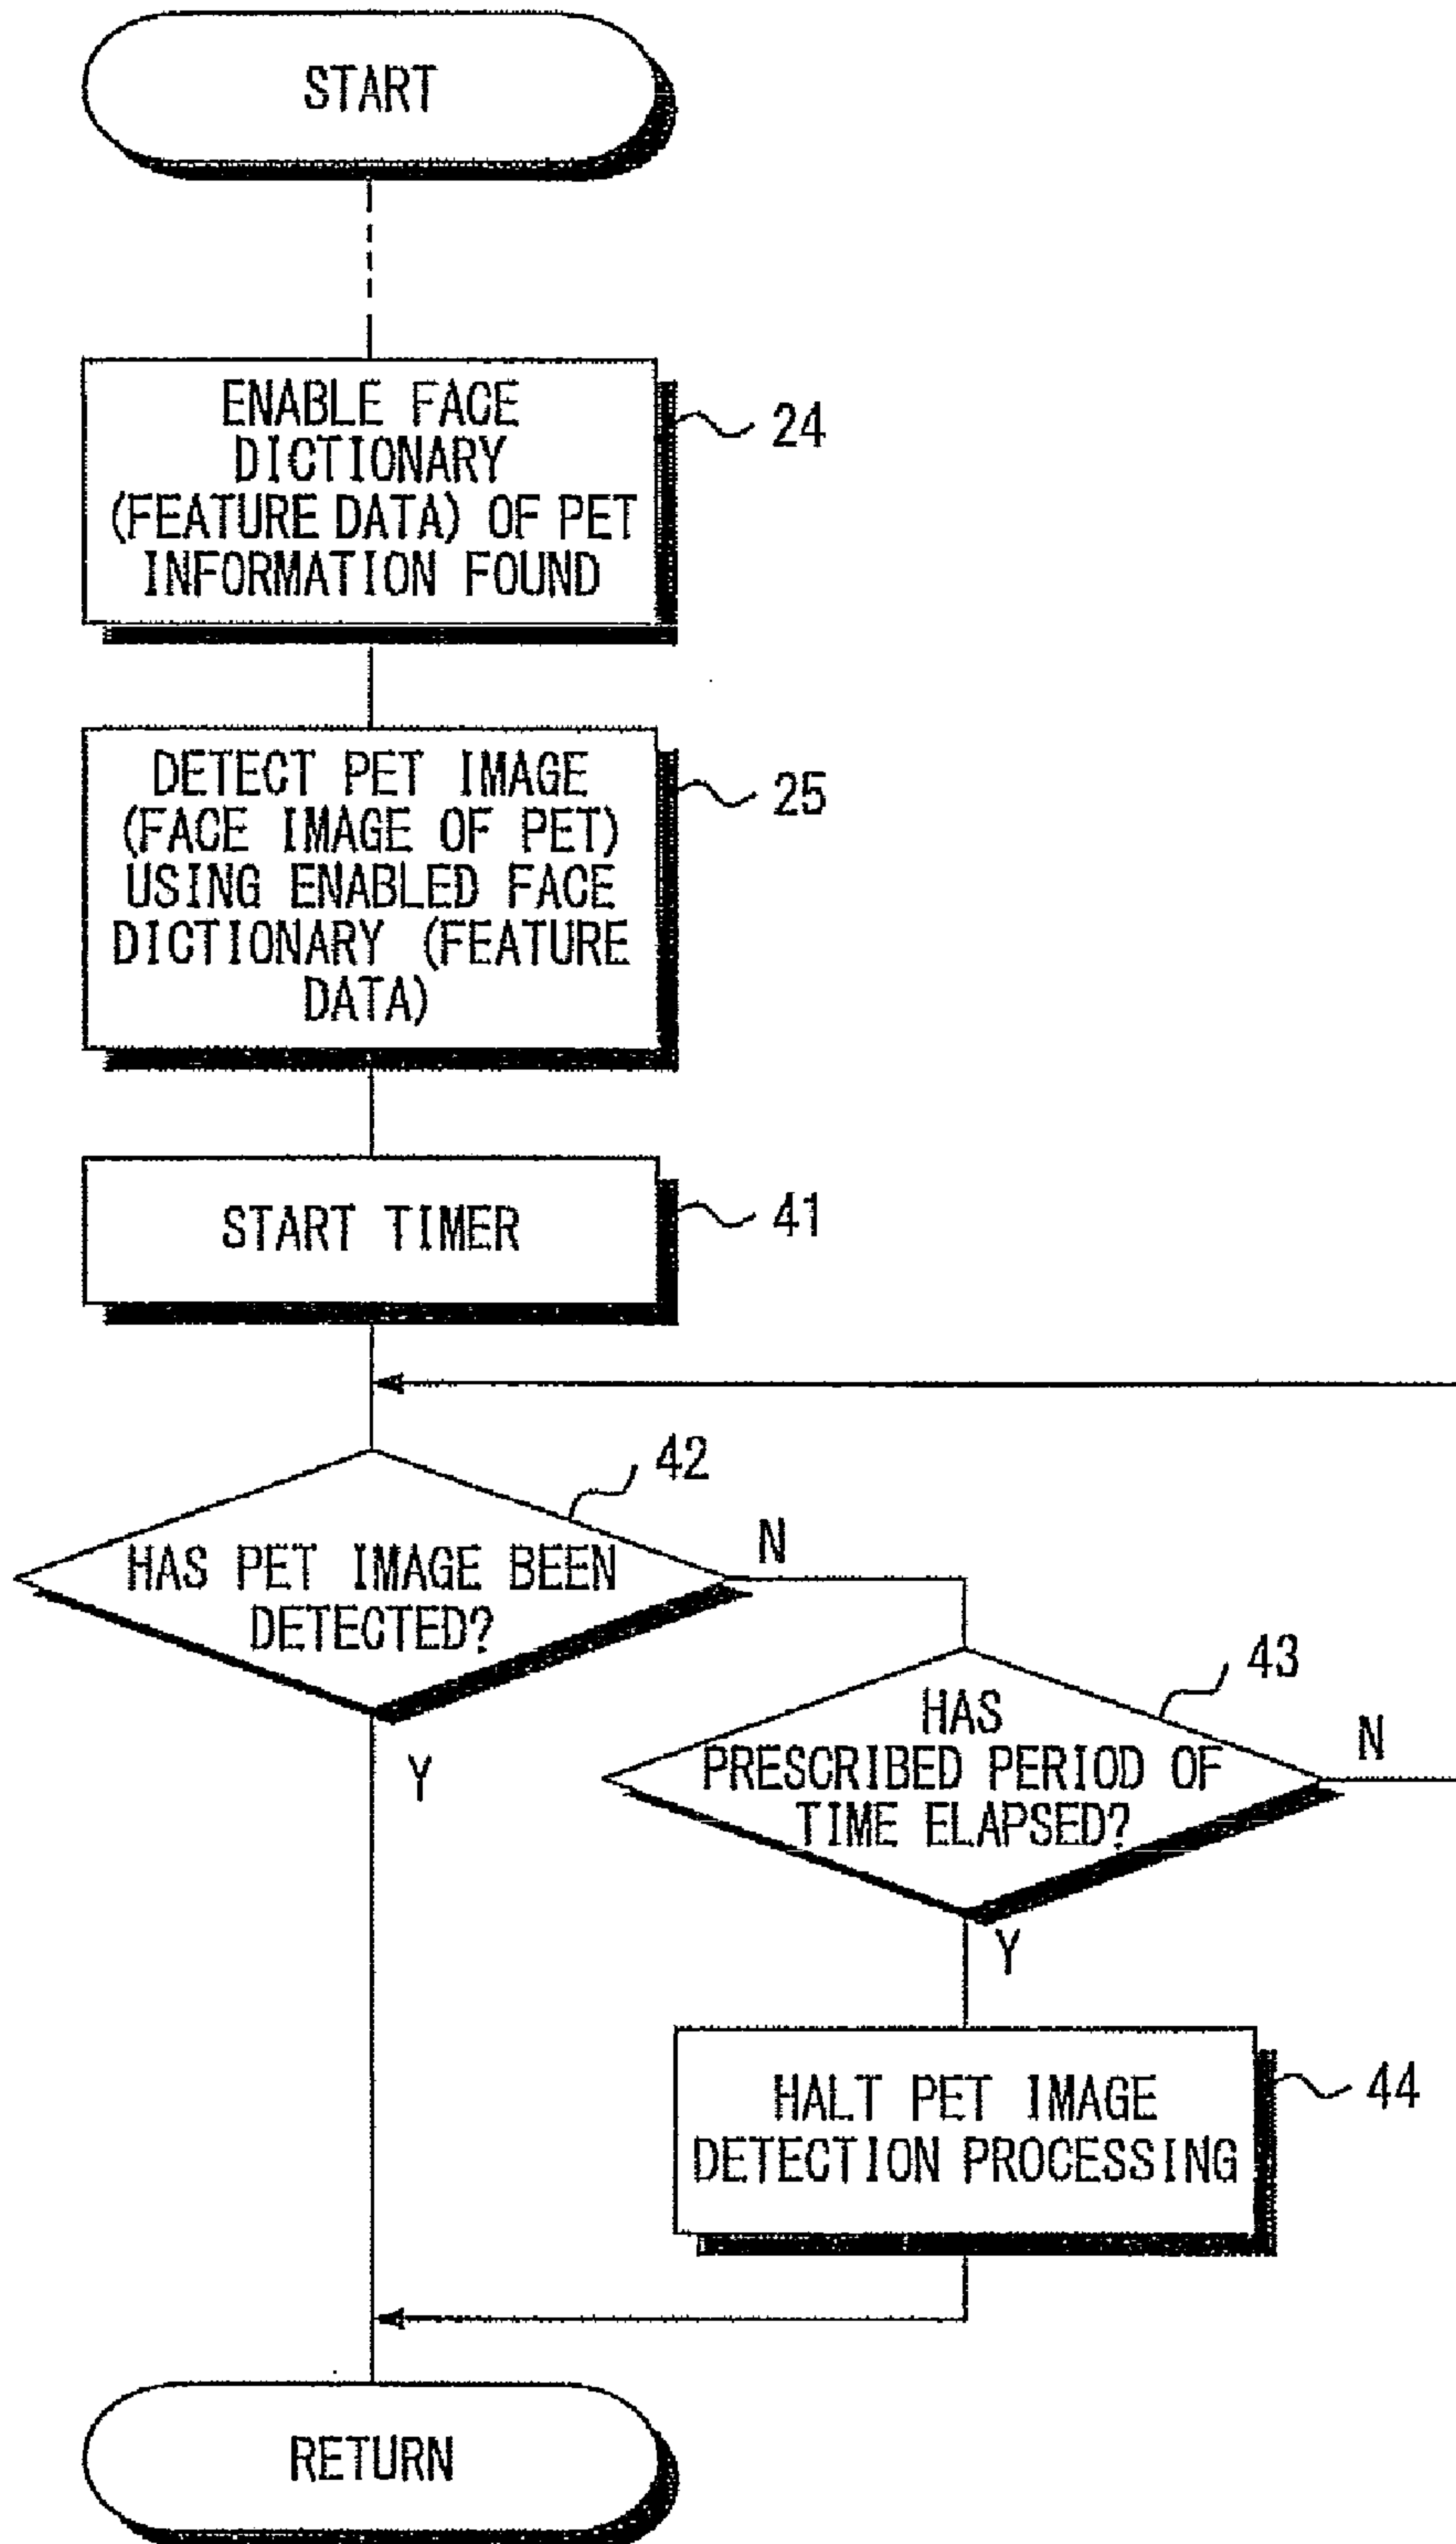 START
ENABLE FACE
DICTIONARY
(FEATURE DATA) OF PET
INFORMATION FOUND
24
DETECT PET IMAGE
(FACE IMAGE OF PET)
USING ENABLED FACE
DICTIONARY (FEATURE
DATA)
25
START TIMER
41
42
HAS PET IMAGE BEEN
DETECTED?
N
Y
43
HAS
PRESCRIBED PERIOD OF
TIME ELAPSED?
N
Y
HALT PET IMAGE
DETECTION PROCESSING
44
RETURN